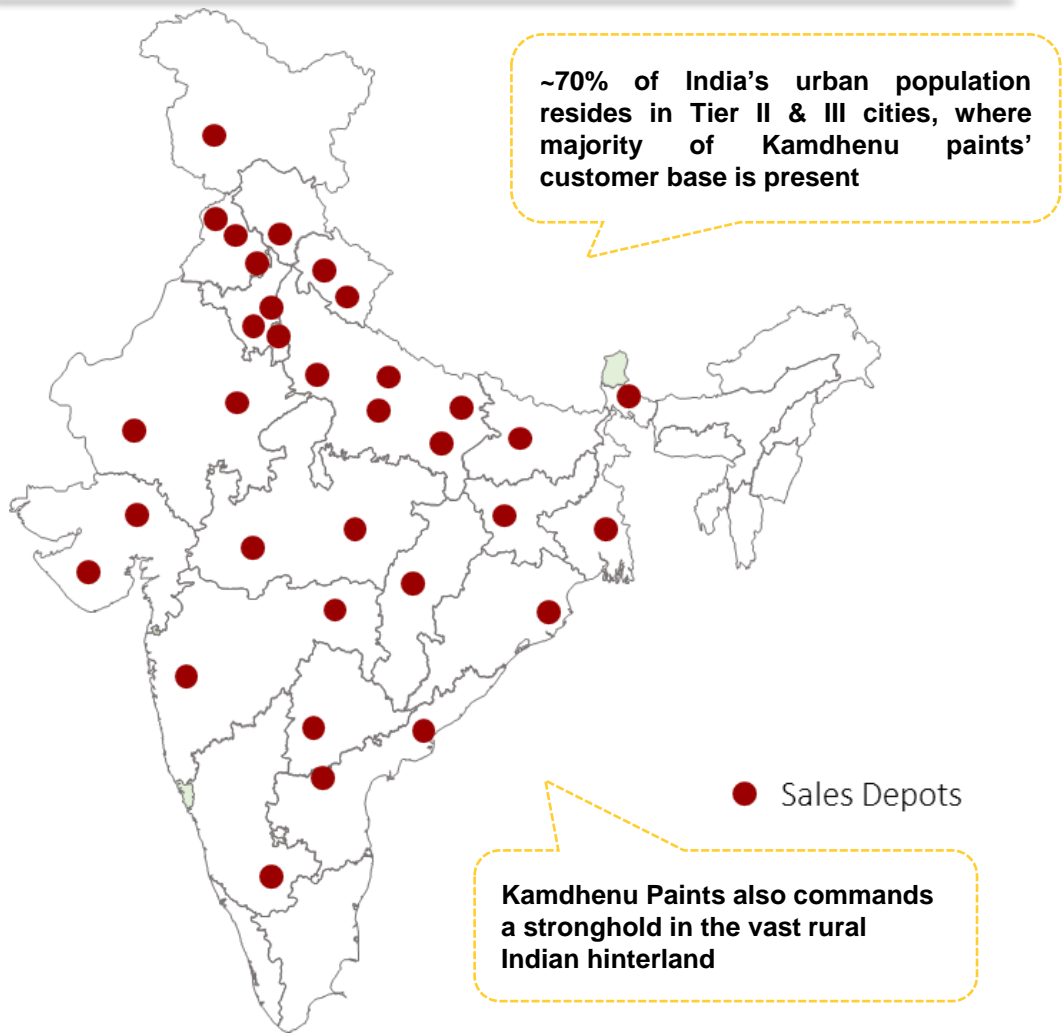 ~70% of India’s urban population
resides in Tier II & III cities, where
majority of Kamdhenu paints’
customer base is present
Sales Depots
Kamdhenu Paints also commands
a stronghold in the vast rural
Indian hinterland